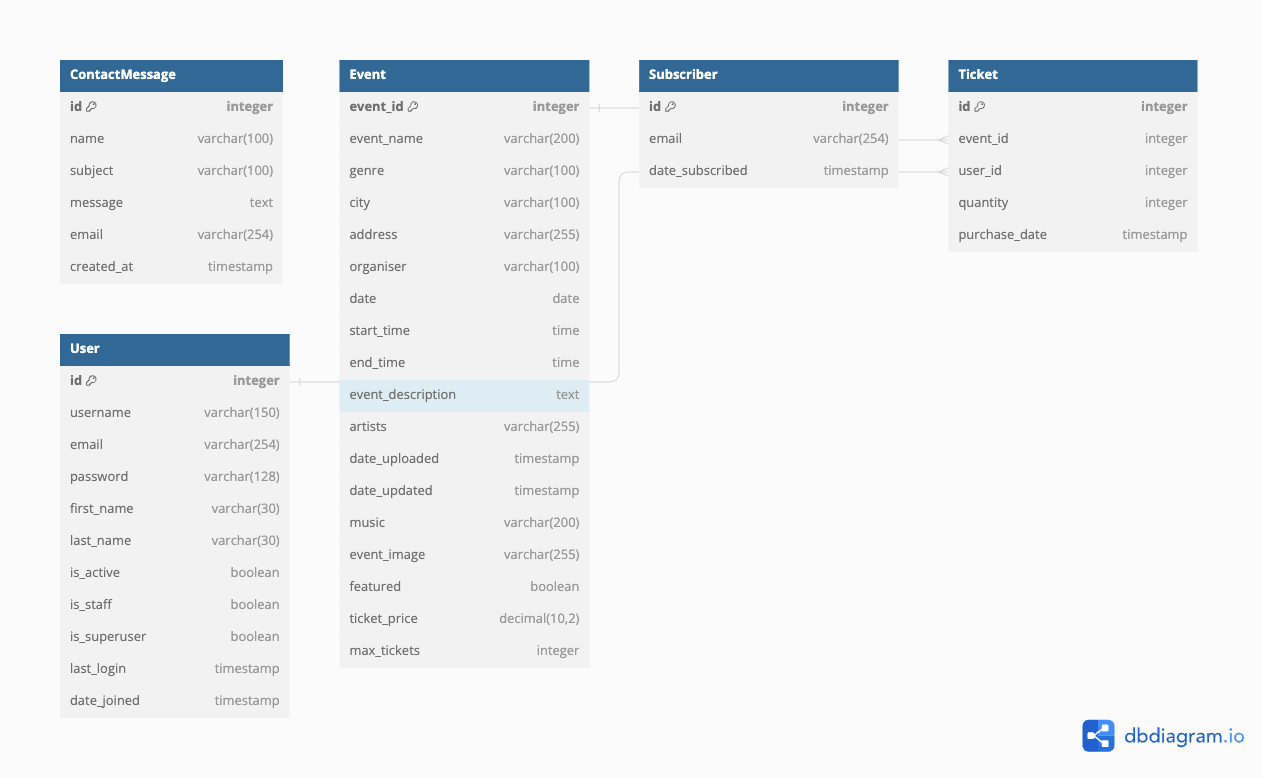 ContactMessage
id integer
name varchar(100)
subject varchar(100)
message text
email varchar(254)
created_at timestamp
User
id integer
username varchar(150)
email varchar(254)
password varchar(128)
first_name varchar(30)
last_name varchar(30)
is_active boolean
is_staff boolean
is_superuser boolean
last_login timestamp
date_joined timestamp
Event
event_id integer
event_name varchar(200)
genre varchar(100)
city varchar(100)
address varchar(255)
organiser varchar(100)
date date
start_time time
end_time time
event_description text
artists varchar(255)
date_uploaded timestamp
date_updated timestamp
music varchar(200)
event_image varchar(255)
featured boolean
ticket_price decimal(10,2)
max_tickets integer
Subscriber
id integer
email varchar(254)
date_subscribed timestamp
Ticket
id integer
event_id integer
user_id integer
quantity integer
purchase_date timestamp
dbdiagram.io